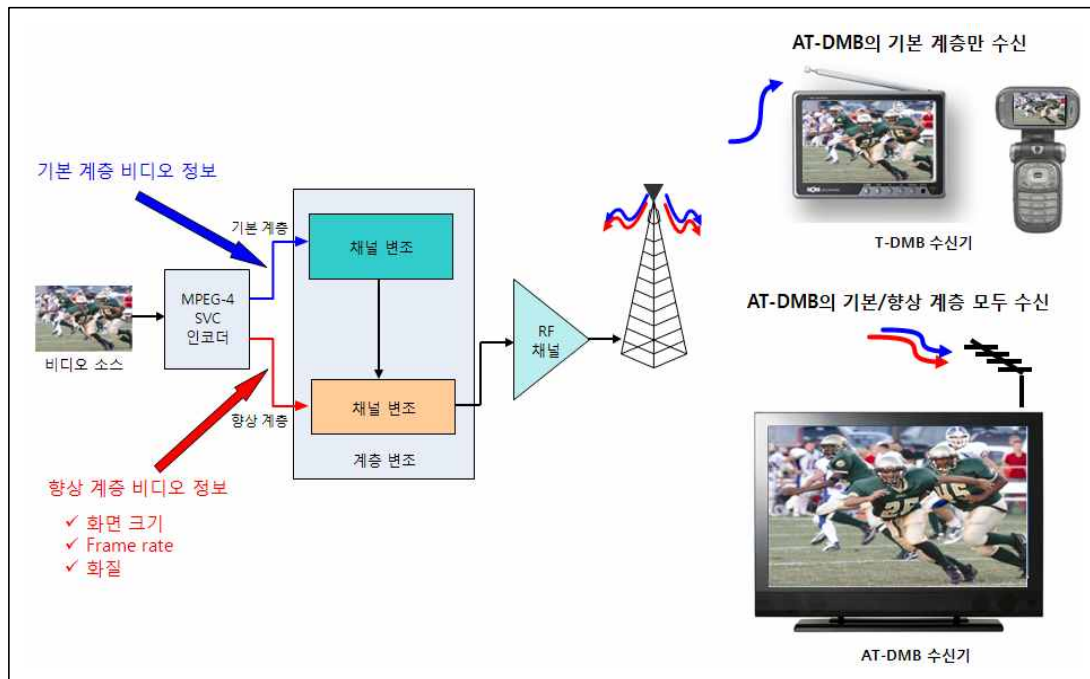 AT-DMB의 기본 계층만 수신
기본 계층 비디오 정보
기본 계층
채널 변조
T-DMB 수신기
MPEG-4
SVC
인코더
비디오 소스
RF
채널
AT-DMB의 기본/향상 계층 모두 수신
향상 계층
채널 변조
계층 변조
향상 계층 비디오 정보
✓ 화면 크기
✓ Frame rate
✓ 화질
AT-DMB 수신기